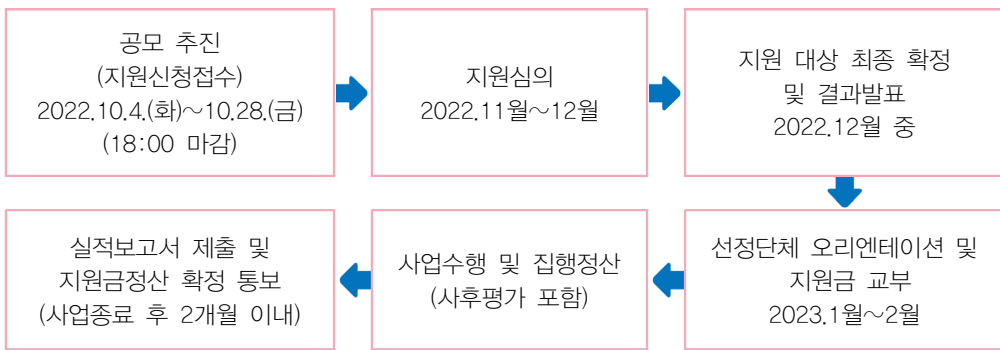 공모 추진
(지원신청접수)
2022.10.4.(화)~10.28.(금)
(18:00 마감)
지원심의
2022.11월~12월
지원 대상 최종 확정
및 결과발표
2022.12월 중
선정단체 오리엔테이션 및
지원금 교부
2023.1월~2월
사업수행 및 집행정산
(사후평가 포함)
실적보고서 제출 및
지원금정산 확정 통보
(사업종료 후 2개월 이내)